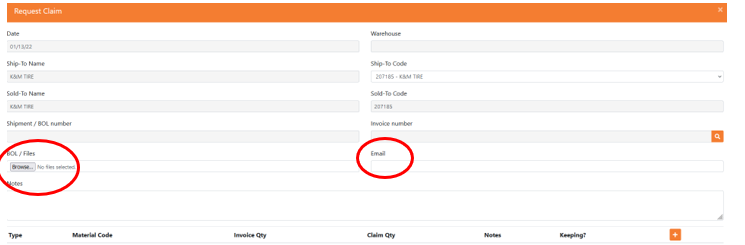 Request Claim ×
Date Warehouse
01/13/22
Ship-To Name Ship-To Code
K&M TIRE 207185 - K&M TIRE
Sold-To Name Sold-To Code
K&M TIRE 207185
Shipment / BOL number Invoice number
BOL / Files Email
Browse... No files selected.
Notes
Type Material Code Invoice Qty Claim Qty Notes Keeping? +